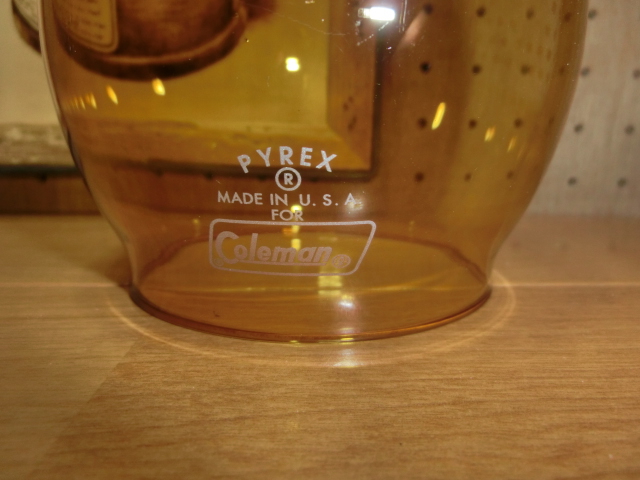 PYREX
®
MADE IN U.S.A.
FOR
Coleman®